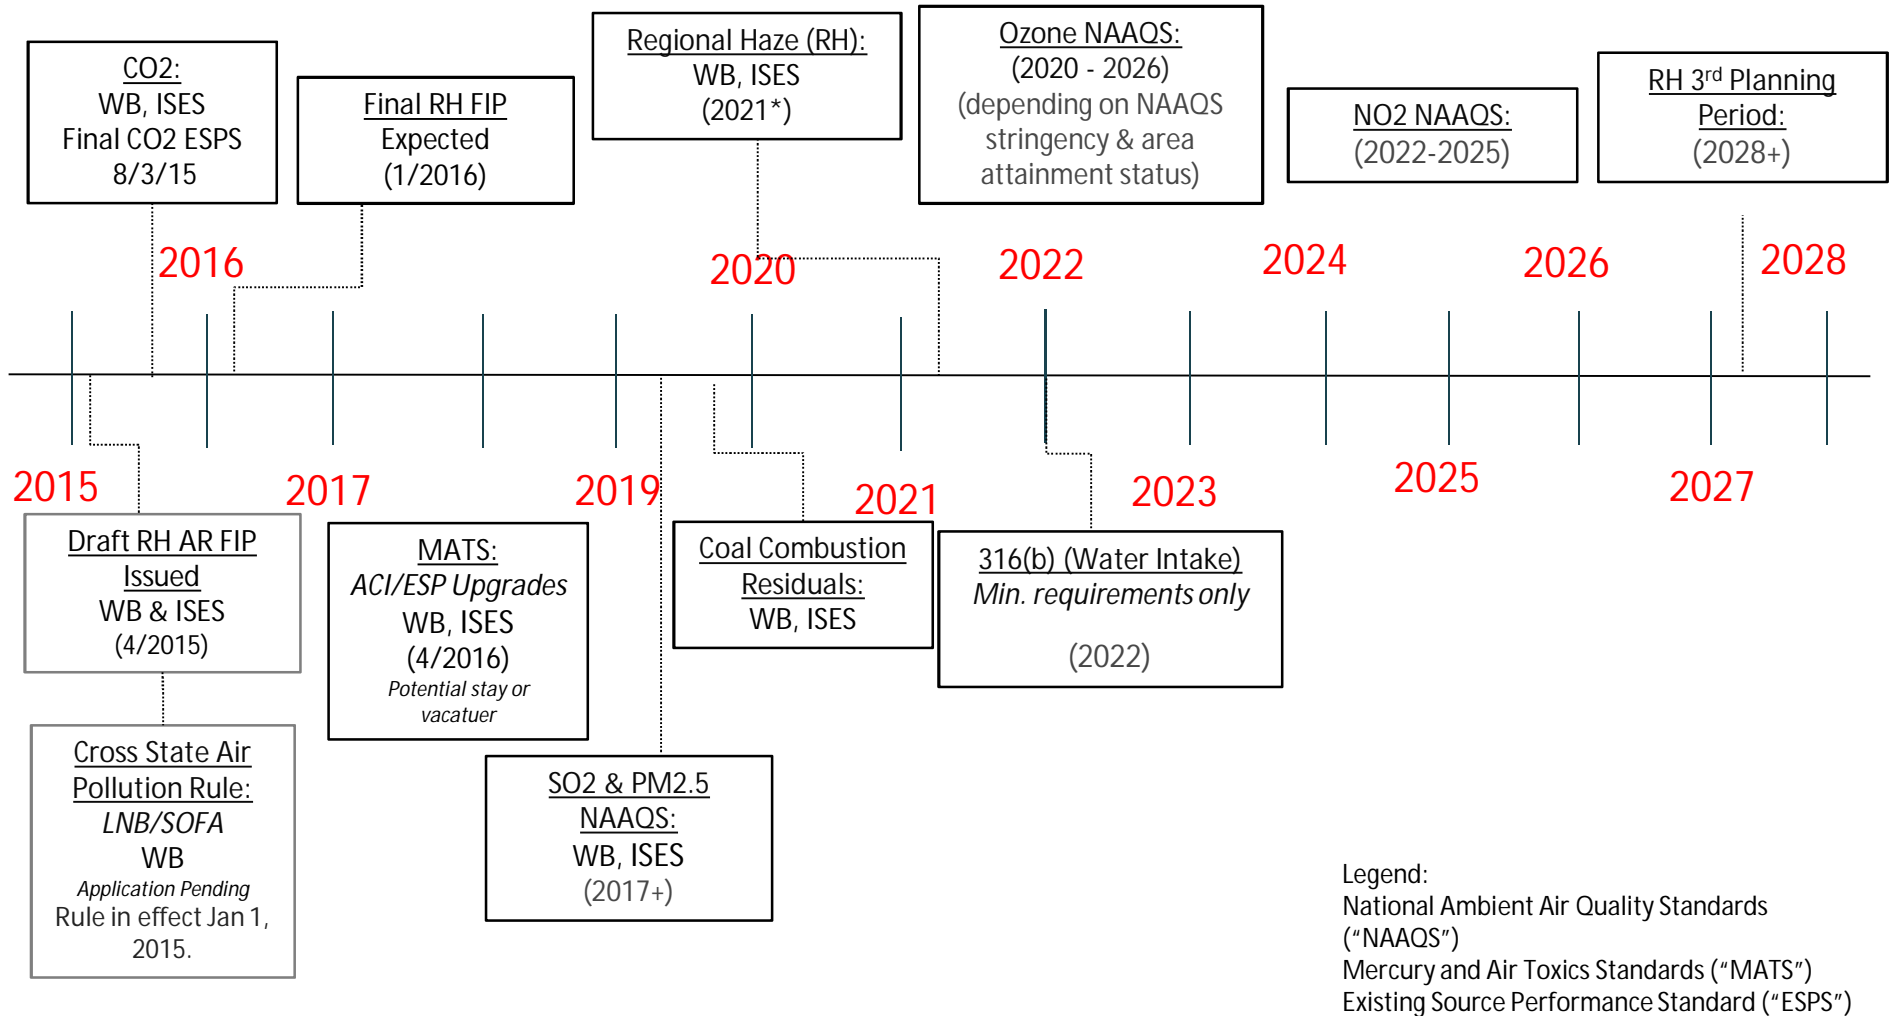 CO2:
WB, ISES
Final CO2 ESPS
8/3/15
Final RH FIP
Expected
(1/2016)
Regional Haze (RH):
WB, ISES
(2021*)
Ozone NAAQS:
(2020 - 2026)
(depending on NAAQS
stringency & area
attainment status)
NO2 NAAQS:
(2022-2025)
RH 3rd Planning
Period:
(2028+)
2016
2020
2022
2024
2026
2028
2015
2017
2019
2021
2023
2025
2027
Draft RH AR FIP
Issued
WB & ISES
(4/2015)
Cross State Air
Pollution Rule:
LNB/SOFA
WB
Application Pending
Rule in effect Jan 1,
2015.
MATS:
ACI/ESP Upgrades
WB, ISES
(4/2016)
Potential stay or
vacatuer
SO2 & PM2.5
NAAQS:
WB, ISES
(2017+)
Coal Combustion
Residuals:
WB, ISES
316(b) (Water Intake)
Min. requirements only
(2022)
Legend:
National Ambient Air Quality Standards
(“NAAQS”)
Mercury and Air Toxics Standards (“MATS”)
Existing Source Performance Standard (“ESPS”)